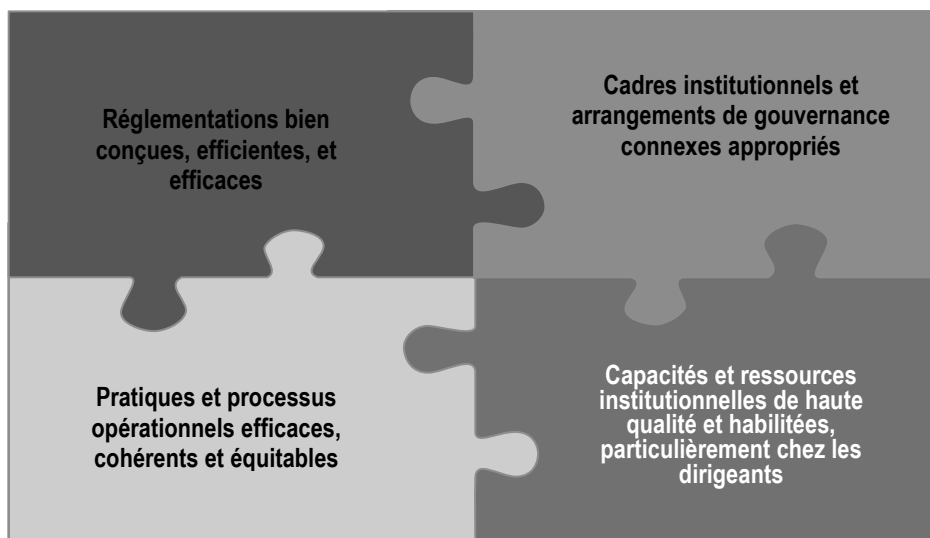 Réglementations bien
conçues, efficientes, et
efficaces
Cadres institutionnels et
arrangements de gouvernance
connexes appropriés
Pratiques et processus
opérationnels efficaces,
cohérents et équitables
Capacités et ressources
institutionnelles de haute
qualité et habilitées,
particulièrement chez les
dirigeants